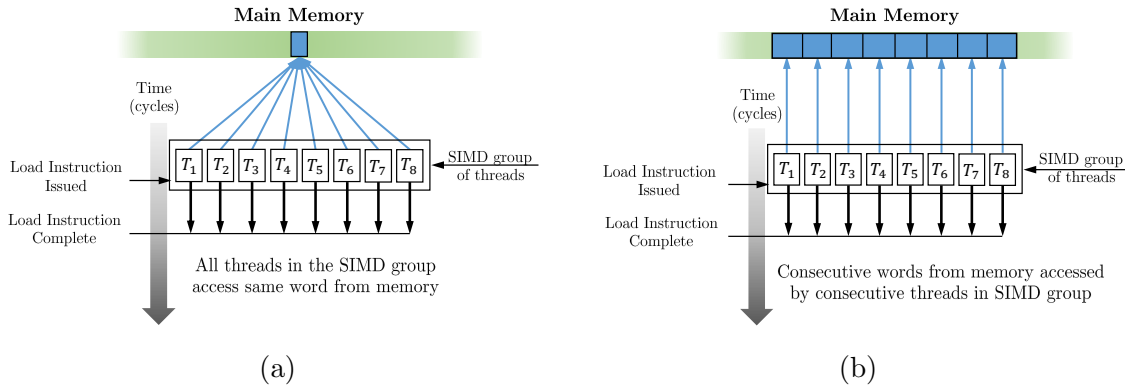 Main Memory
Time
(cycles)
Load Instruction
Issued
T1 T2 T3 T4 T5 T6 T7 T8
SIMD group
of threads
Load Instruction
Complete
All threads in the SIMD group
access same word from memory
(a)
Main Memory
Time
(cycles)
Load Instruction
Issued
T1 T2 T3 T4 T5 T6 T7 T8
SIMD group
of threads
Load Instruction
Complete
Consecutive words from memory accessed
by consecutive threads in SIMD group
(b)